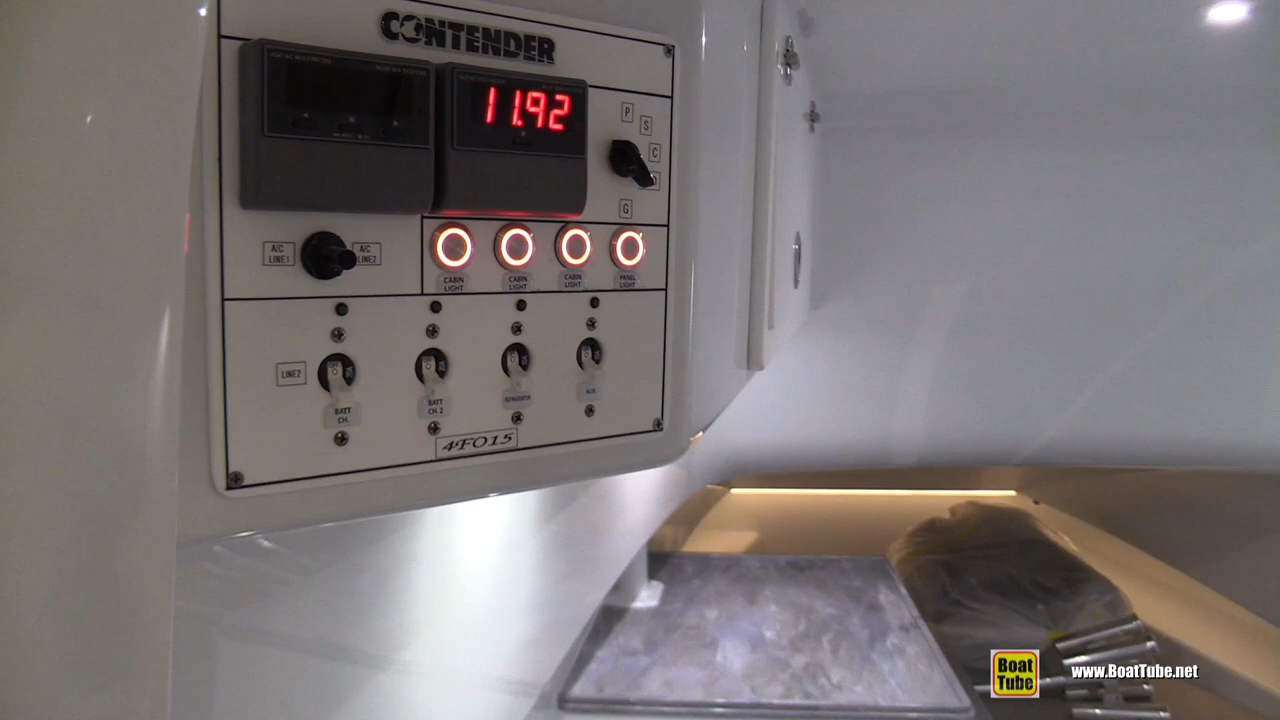 CONTENDER
11.92
P
S
C
G
A/C
LINE1
A/C
LINE2
CABIN
LIGHT
CABIN
LIGHT
CABIN
LIGHT
PANEL
LIGHT
LINE2
BATT
CH.
BATT
CH. 2
REFRIGERATOR
AUX.
4FO15
Boat
Tube
www.BoatTube.net